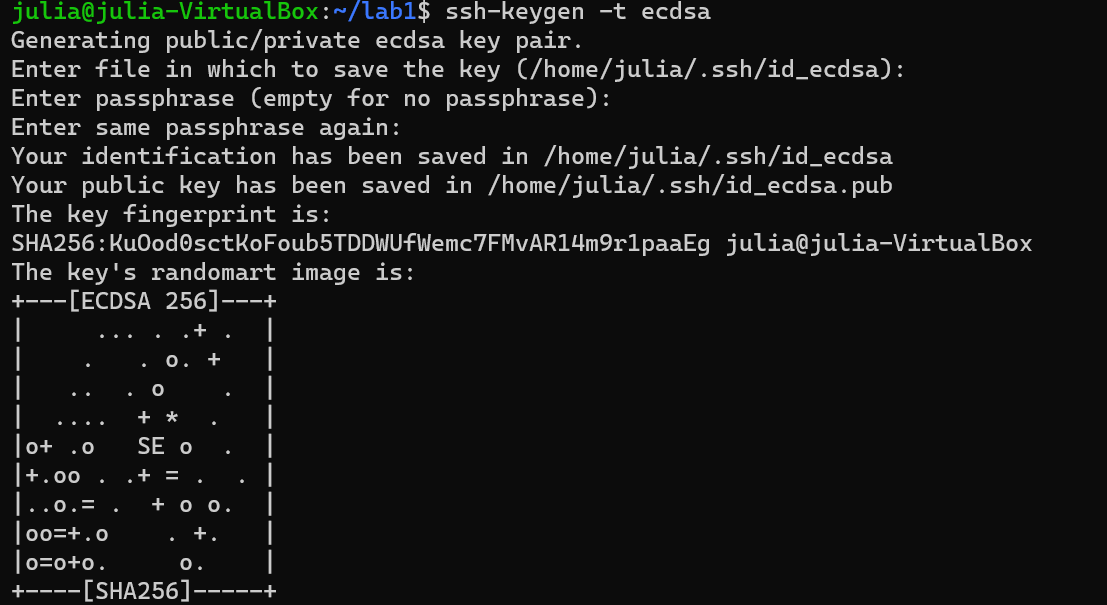 julia@julia-VirtualBox:~/lab1$ ssh-keygen -t ecdsa
Generating public/private ecdsa key pair.
Enter file in which to save the key (/home/julia/.ssh/id_ecdsa):
Enter passphrase (empty for no passphrase):
Enter same passphrase again:
Your identification has been saved in /home/julia/.ssh/id_ecdsa
Your public key has been saved in /home/julia/.ssh/id_ecdsa.pub
The key fingerprint is:
SHA256:KuOod0sctKoFoub5TDDWUfWemc7FMvAR14m9r1paaEg julia@julia-VirtualBox
The key's randomart image is:
+---[ECDSA 256]---+
|     ... . .+ .  |
|    .   . o. +   |
|   ..  . o    .  |
|  ....  + *  .   |
|o+ .o   SE o  .  |
|+.oo . .+ = .  . |
|..o.= .  + o o.  |
|oo=+.o    . +.   |
|o=o+o.     o.    |
+----[SHA256]-----+